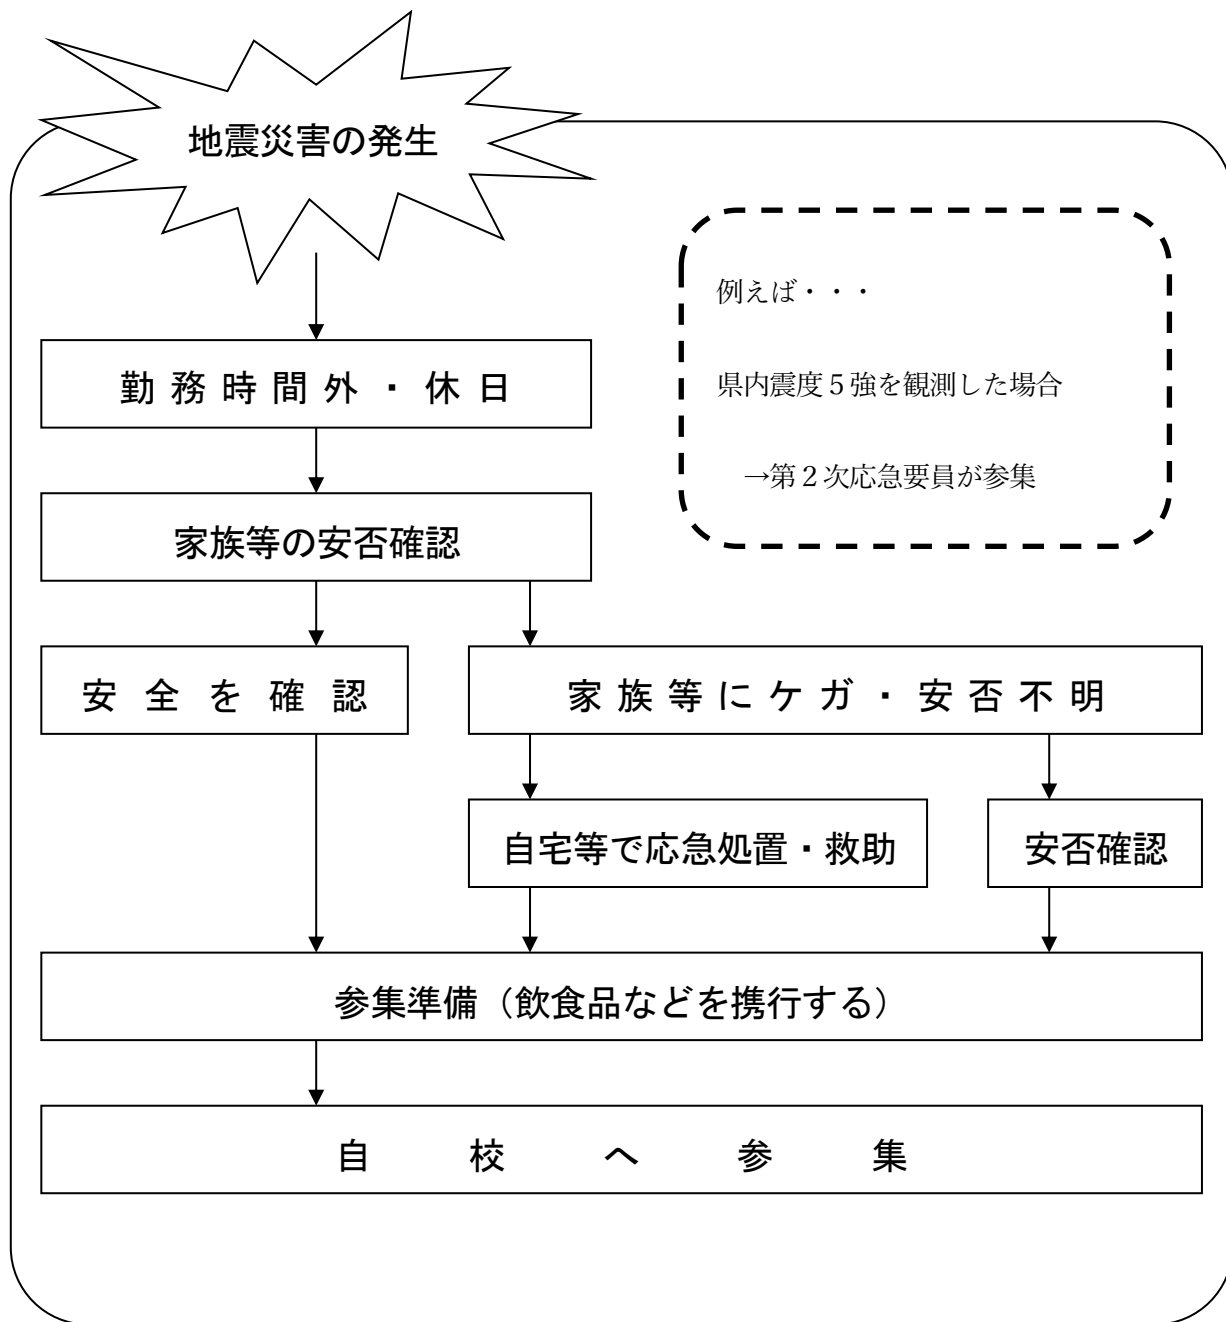 地震災害の発生
例えば・・・
県内震度５強を観測した場合
→第２次応急要員が参集
勤務時間外・休日
家族等の安否確認
安全を確認
家族等にケガ・安否不明
自宅等で応急処置・救助
安否確認
参集準備（飲食品などを携行する）
自校へ参集